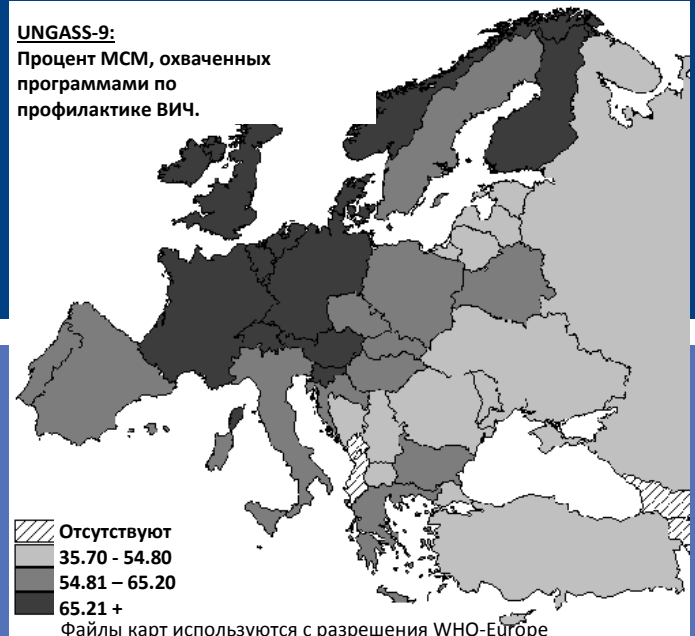 UNGASS-9:
Процент МСМ, охваченных
программами по
профилактике ВИЧ.
Отсутствуют
35.70 - 54.80
54.81 – 65.20
65.21 +
Файлы карт используются с разрешения WHO-Europe